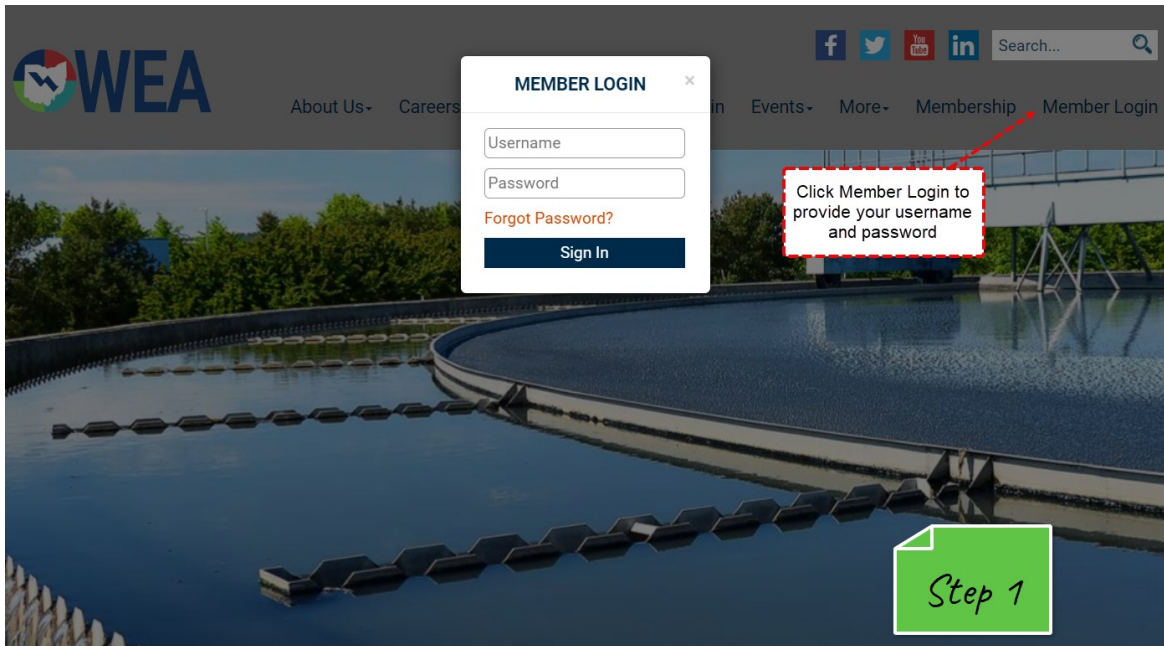 WEA
You
Tube
Search...
MEMBER LOGIN ×
About Us Careers in Events More Membership Member Login
Username
Password
Forgot Password?
Sign In
Click Member Login to
provide your username
and password
Step 1